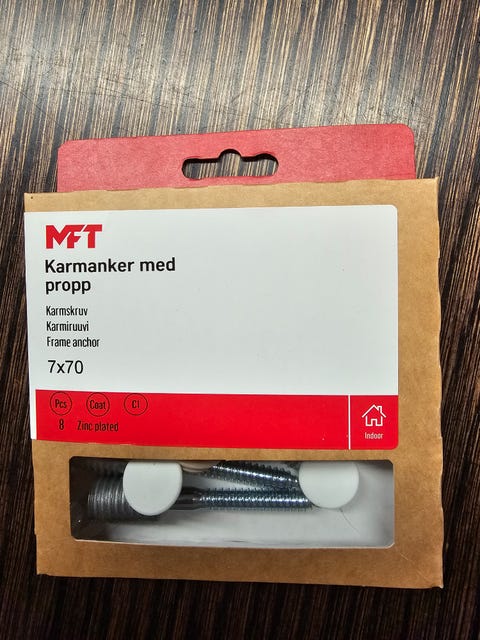 MFT
Karmanker med
propp
Karmskruv
Karmiruuvi
Frame anchor
7x70
Pcs Coat C1
8 Zinc plated
Indoor